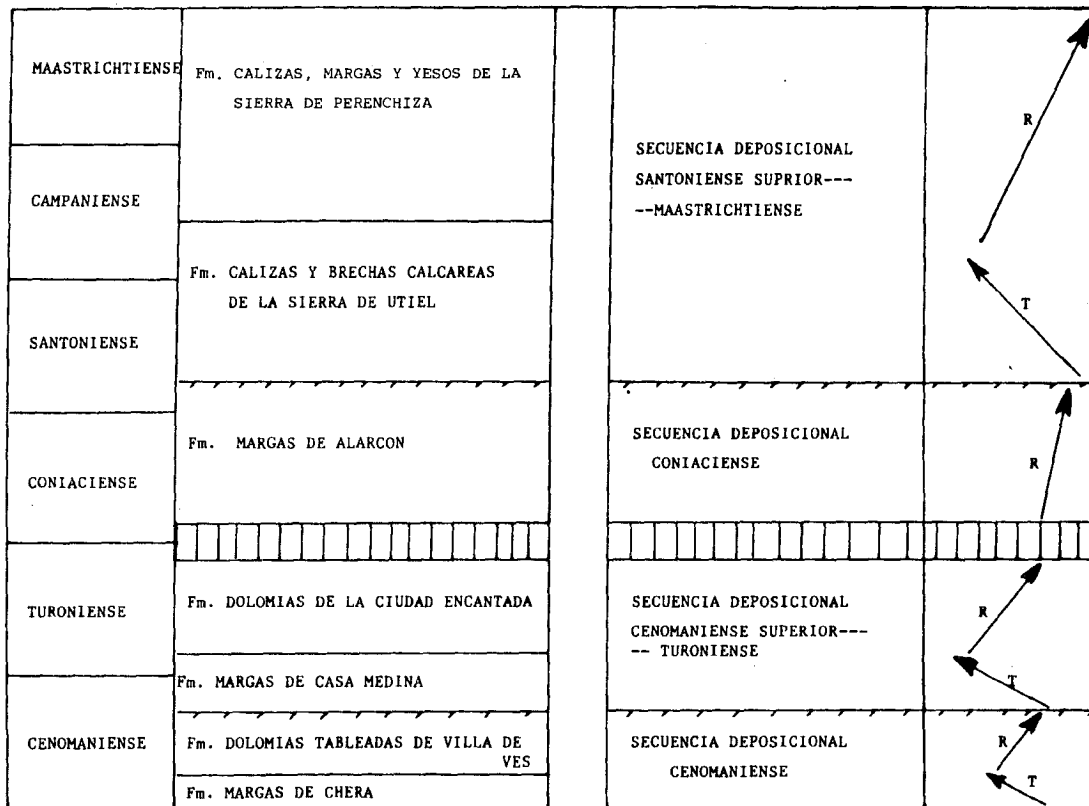 MAASTRICHTIENSE
CAMPANIENSE
SANTONIENSE
CONIACIENSE
TURONIENSE
CENOMANIENSE
Fm. CALIZAS, MARGAS Y YESOS DE LA
SIERRA DE PERENCHIZA
Fm. CALIZAS Y BRECHAS CALCAREAS
DE LA SIERRA DE UTIEL
Fm. MARGAS DE ALARCON
Fm. DOLOMIAS DE LA CIUDAD ENCANTADA
Fm. MARGAS DE CASA MEDINA
Fm. DOLOMIAS TABLEADAS DE VILLA DE
VES
Fm. MARGAS DE CHERA
SECUENCIA DEPOSICIONAL
SANTONIENSE SUPRIOR----
--MAASTRICHTIENSE
SECUENCIA DEPOSICIONAL
CONIACIENSE
SECUENCIA DEPOSICIONAL
CENOMANIENSE SUPERIOR----
---- TURONIENSE
SECUENCIA DEPOSICIONAL
CENOMANIENSE
R
T
R
R
T
R
T